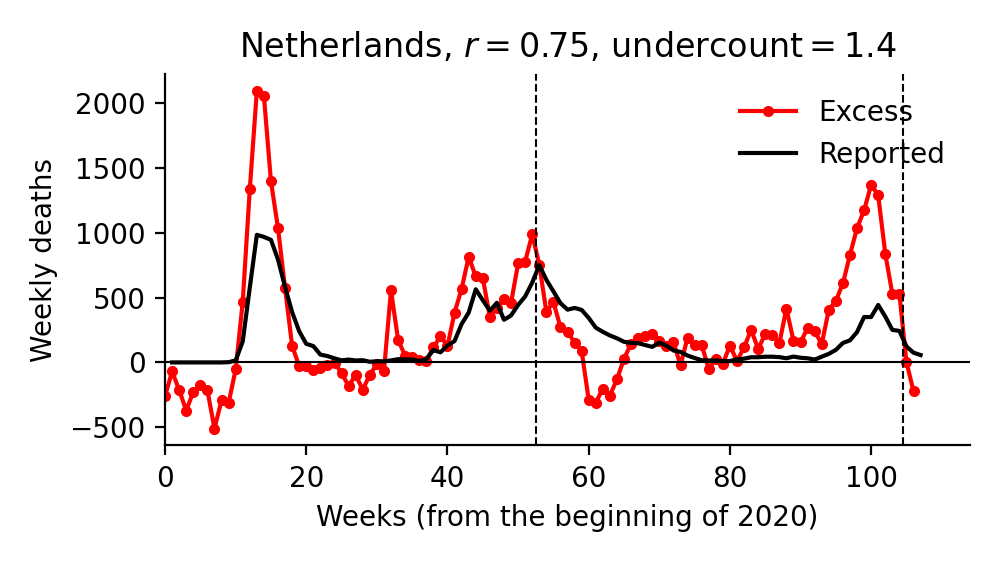 Netherlands, r = 0.75, undercount = 1.4
Excess
Reported
Weekly deaths
2000
1500
1000
500
0
−500
0 20 40 60 80 100
Weeks (from the beginning of 2020)